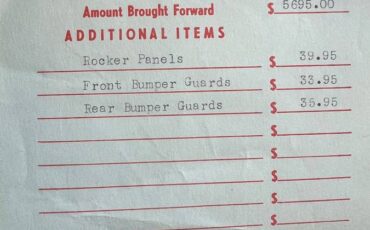 Amount Brought Forward $ 5695.00
ADDITIONAL ITEMS
Rocker Panels $ 39.95
Front Bumper Guards $ 33.95
Rear Bumper Guards $ 35.95
$
$
$
$